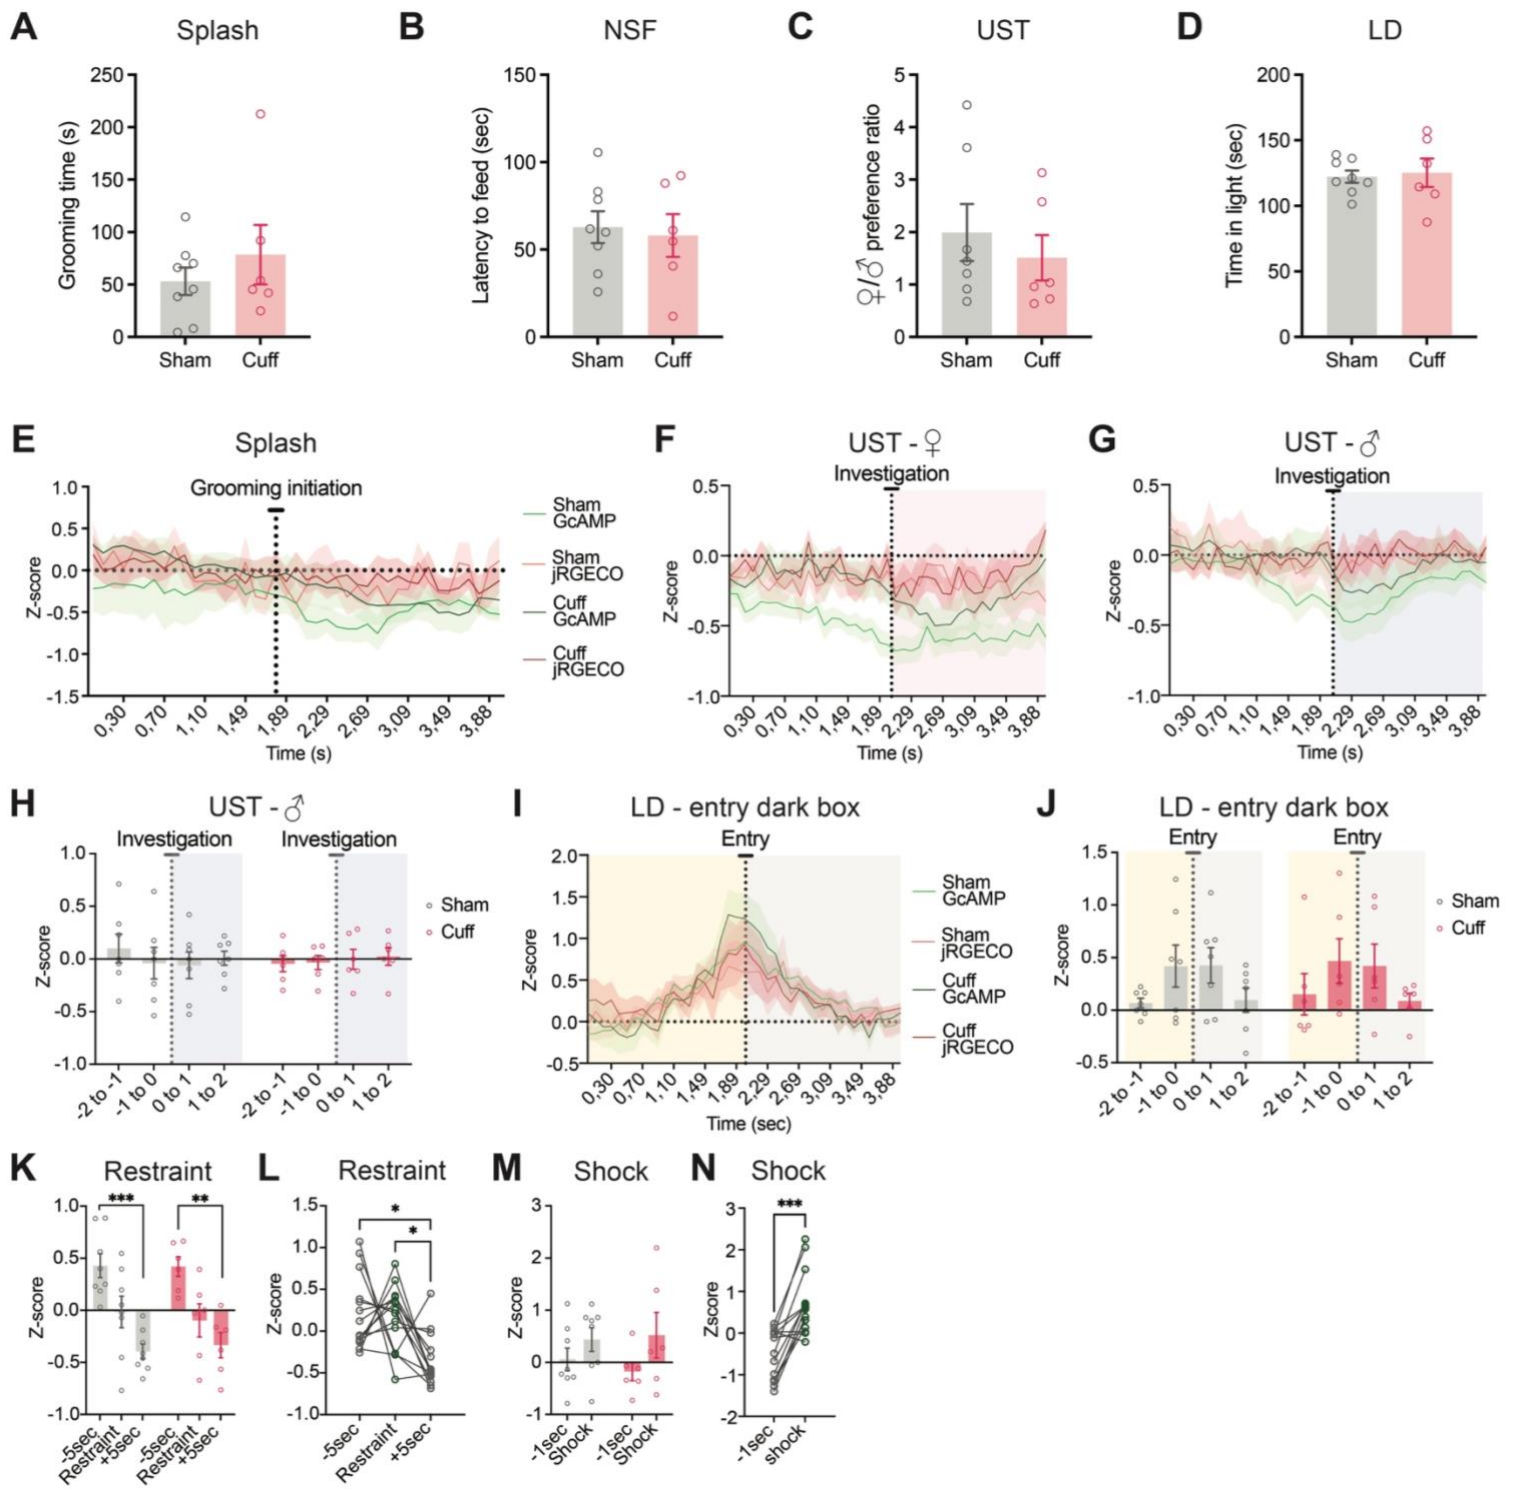 A
Splash
Grooming time (s)
250
200
150
100
50
0
Sham
Cuff
B
NSF
Latency to feed (sec)
150
100
50
0
Sham
Cuff
C
UST
♀/♂ preference ratio
5
4
3
2
1
0
Sham
Cuff
D
LD
Time in light (sec)
200
150
100
50
0
Sham
Cuff
E
Splash
Grooming initiation
Z-score
1.0
0.5
0.0
-0.5
-1.0
-1.5
0,30
0,70
1,10
1,49
1,89
2,29
2,69
3,09
3,49
3,88
Time (s)
Sham
GcAMP
Sham
jRGECO
Cuff
GcAMP
Cuff
jRGECO
F
UST - ♀
Investigation
Z-score
0.5
0.0
-0.5
-1.0
0,30
0,70
1,10
1,49
1,89
2,29
2,69
3,09
3,49
3,88
Time (s)
G
UST - ♂
Investigation
Z-score
0.5
0.0
-0.5
-1.0
0,30
0,70
1,10
1,49
1,89
2,29
2,69
3,09
3,49
3,88
Time (s)
H
UST - ♂
Investigation
Investigation
Z-score
1.0
0.5
0.0
-0.5
-1.0
-2 to -1
-1 to 0
0 to 1
1 to 2
-2 to -1
-1 to 0
0 to 1
1 to 2
Sham
Cuff
I
LD - entry dark box
Entry
Z-score
2.0
1.5
1.0
0.5
0.0
-0.5
0,30
0,70
1,10
1,49
1,89
2,29
2,69
3,09
3,49
3,88
Time (sec)
Sham
GcAMP
Sham
jRGECO
Cuff
GcAMP
Cuff
jRGECO
J
LD - entry dark box
Entry
Entry
Z-score
1.5
1.0
0.5
0.0
-0.5
-2 to -1
-1 to 0
0 to 1
1 to 2
-2 to -1
-1 to 0
0 to 1
1 to 2
Sham
Cuff
K
Restraint
***
**
Z-score
1.0
0.5
0.0
-0.5
-1.0
-5sec
Restraint
+5sec
-5sec
Restraint
+5sec
L
Restraint
*
*
Z-score
1.5
1.0
0.5
0.0
-0.5
-1.0
-5sec
Restraint
+5sec
M
Shock
Z-score
3
2
1
0
-1
-1sec
Shock
-1sec
Shock
N
Shock
***
Zscore
3
2
1
0
-1
-2
-1sec
shock